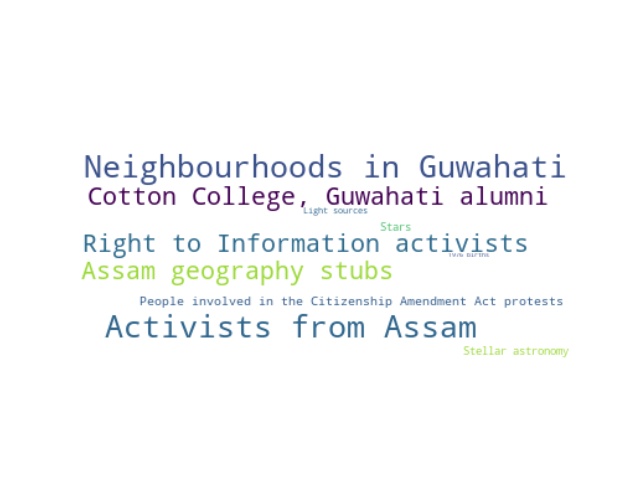 Neighbourhoods in Guwahati
Cotton College, Guwahati alumni
Light sources
Stars
Right to Information activists
births
Assam geography stubs
People involved in the Citizenship Amendment Act protests
Activists from Assam
Stellar astronomy